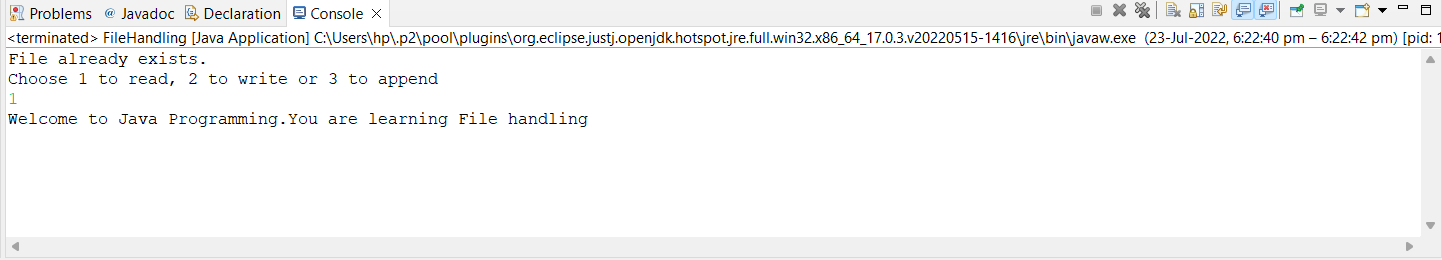 Problems @ Javadoc Declaration Console
<terminated> FileHandling [Java Application] C:\Users\hp\.p2\pool\plugins\org.eclipse.justj.openjdk.hotspot.jre.full.win32.x86_64_17.0.3.v20220515-1416\jre\bin\javaw.exe (23-Jul-2022, 6:22:40 pm – 6:22:42 pm) [pid: 1
File already exists.
Choose 1 to read, 2 to write or 3 to append
1
Welcome to Java Programming.You are learning File handling